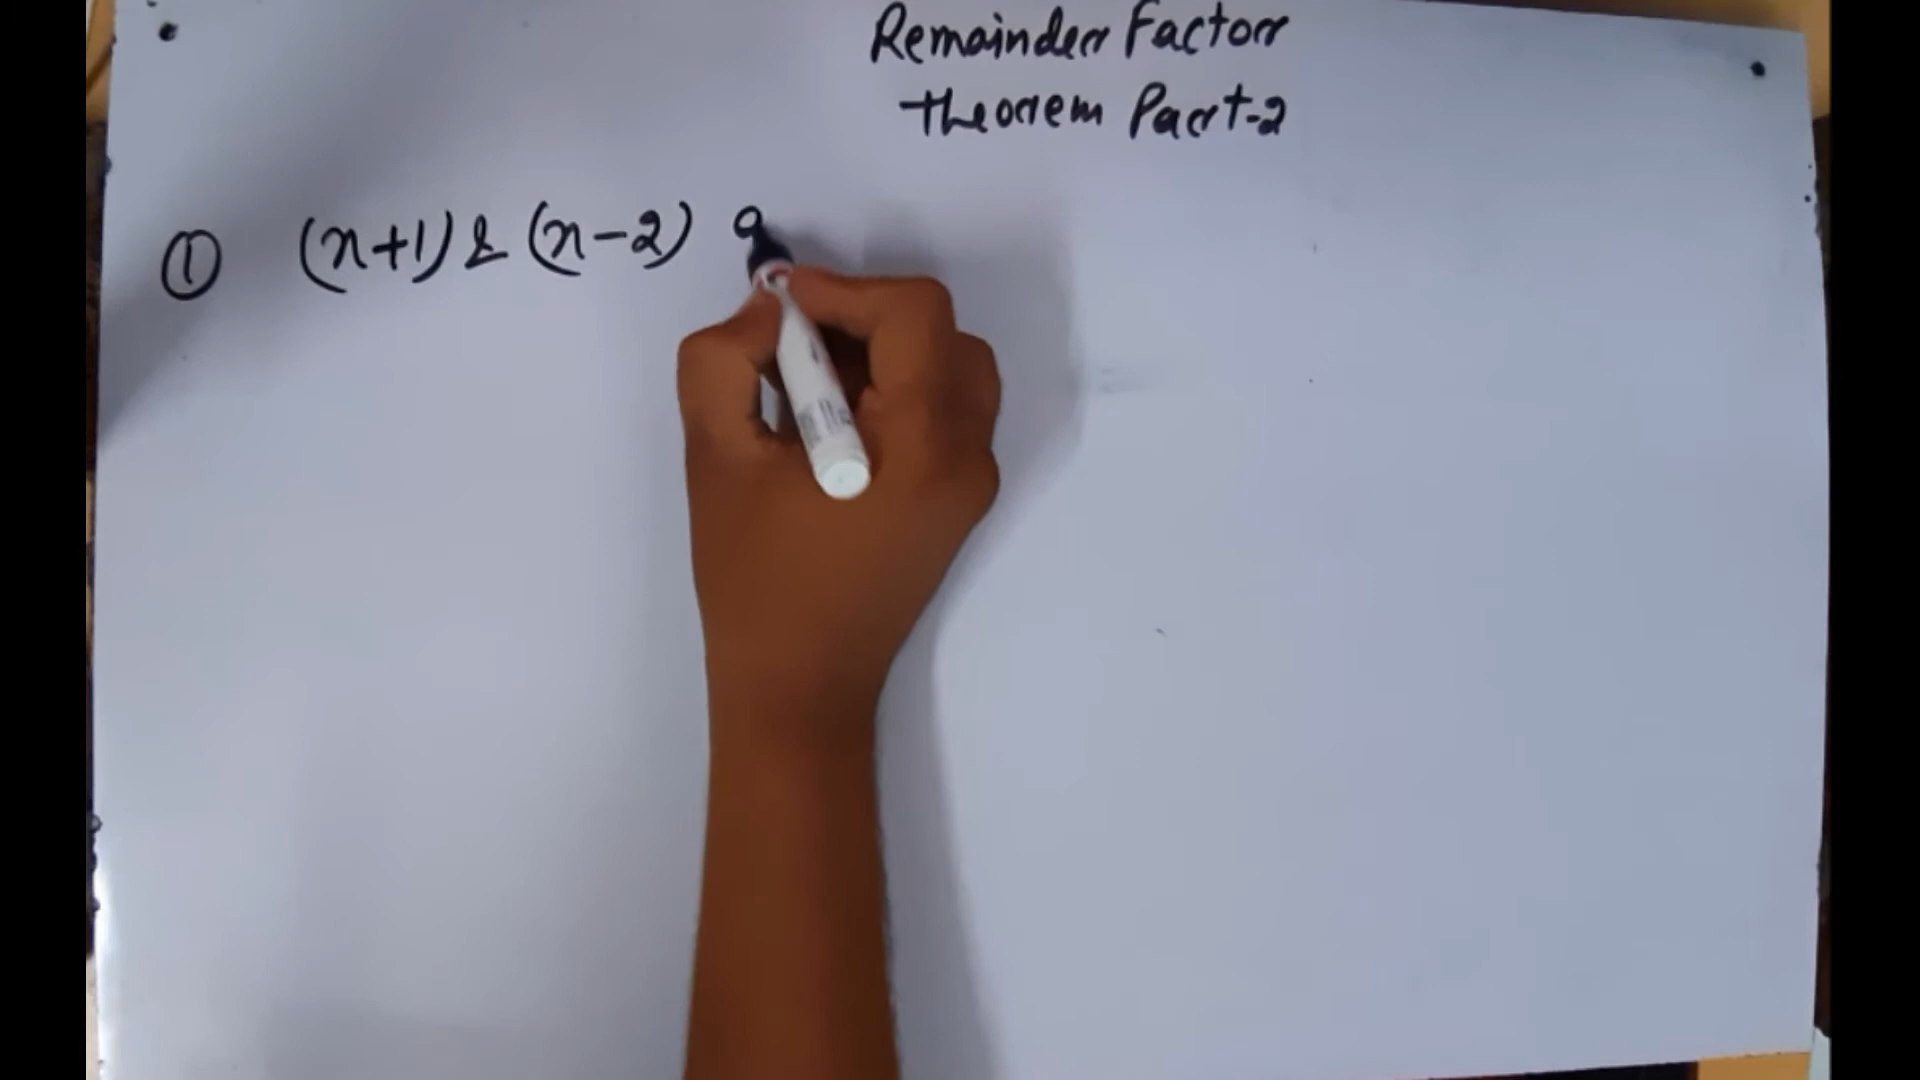 Remainder Factor
Theorem Part-2
① (x+1) & (x-2) a